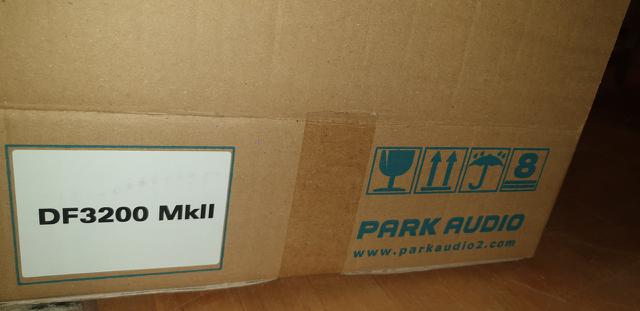 DF3200 MkII
8
PARK AUDIO
www.parkaudio2.com